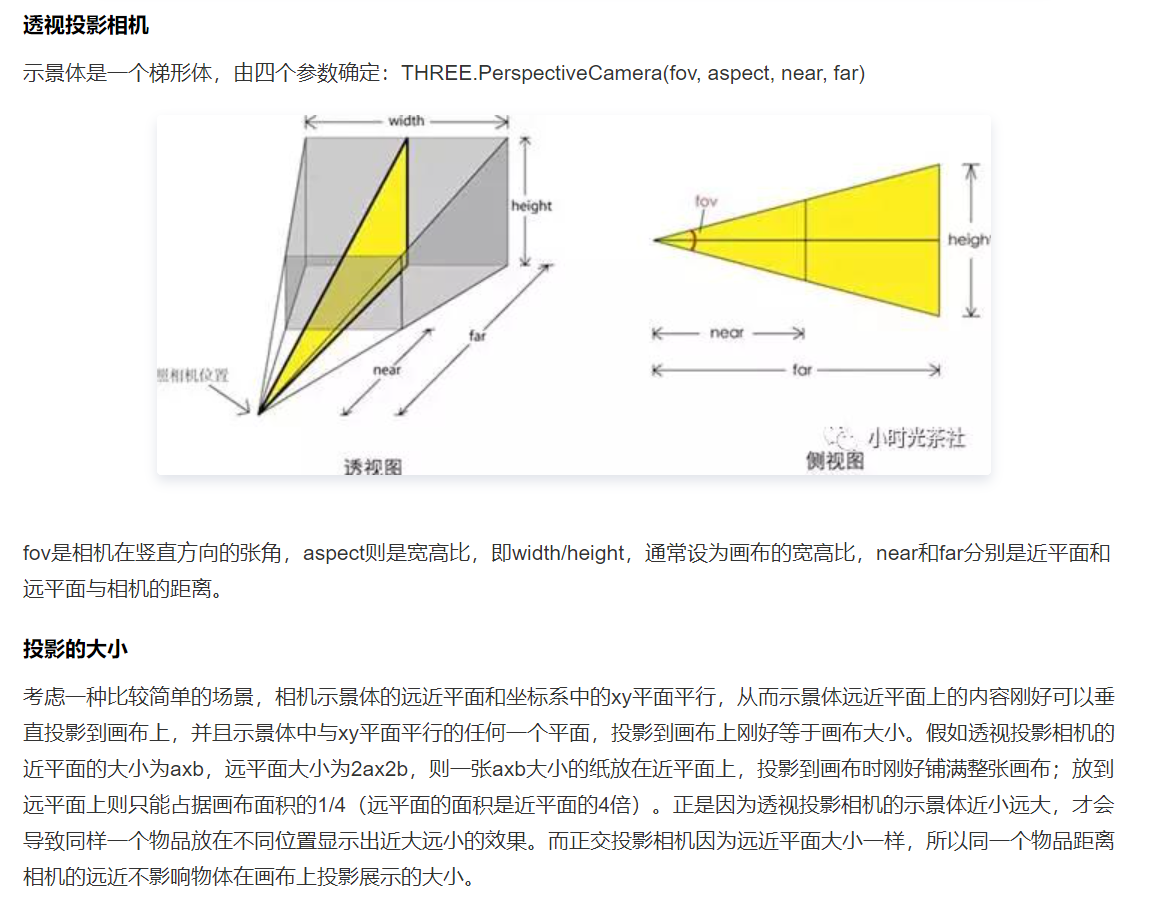 透视投影相机
示景体是一个梯形体，由四个参数确定：THREE.PerspectiveCamera(fov, aspect, near, far)
width
height
far
near
照相机位置
透视图
fov
heigh
near
far
小时光茶社
侧视图
fov是相机在竖直方向的张角，aspect则是宽高比，即width/height，通常设为画布的宽高比，near和far分别是近平面和
远平面与相机的距离。
投影的大小
考虑一种比较简单的场景，相机示景体的远近平面和坐标系中的xy平面平行，从而示景体远近平面上的内容刚好可以垂
直投影到画布上，并且示景体中与xy平面平行的任何一个平面，投影到画布上刚好等于画布大小。假如透视投影相机的
近平面的大小为axb，远平面大小为2ax2b，则一张axb大小的纸放在近平面上，投影到画布时刚好铺满整张画布；放到
远平面上则只能占据画布面积的1/4（远平面的面积是近平面的4倍）。正是因为透视投影相机的示景体近小远大，才会
导致同样一个物品放在不同位置显示出近大远小的效果。而正交投影相机因为远近平面大小一样，所以同一个物品距离
相机的远近不影响物体在画布上投影展示的大小。